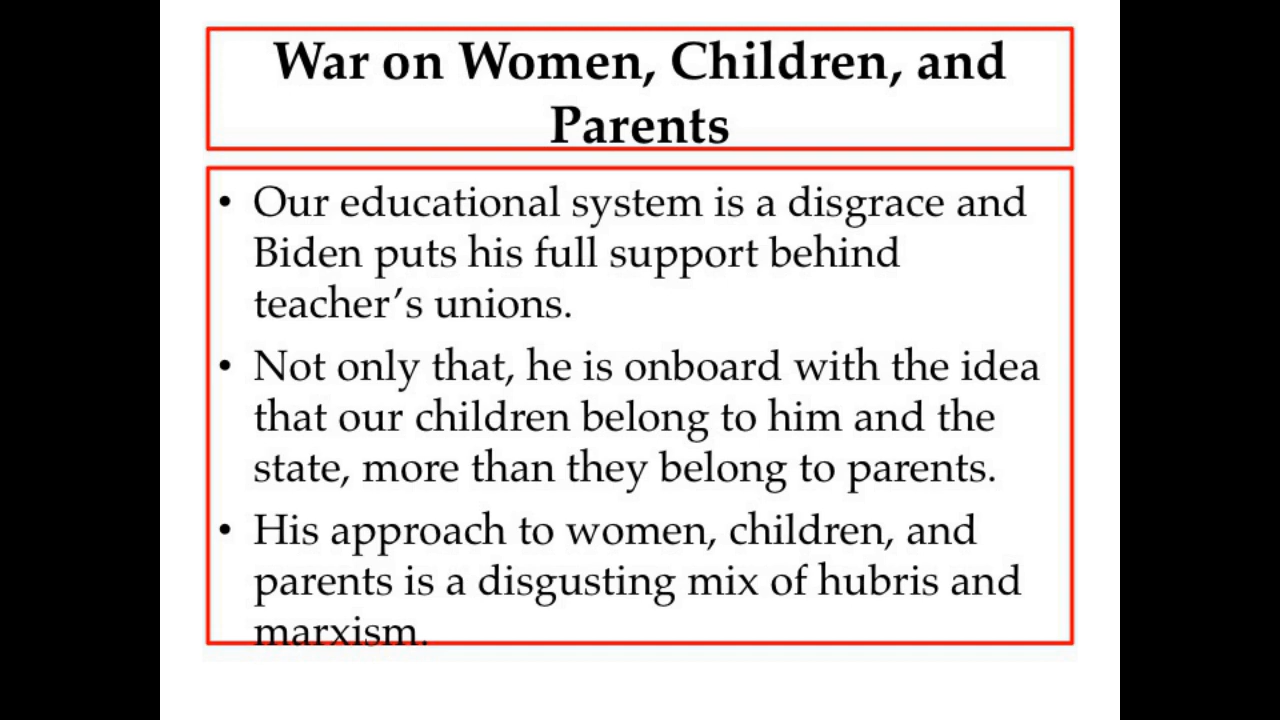 War on Women, Children, and
Parents
• Our educational system is a disgrace and
Biden puts his full support behind
teacher’s unions.
• Not only that, he is onboard with the idea
that our children belong to him and the
state, more than they belong to parents.
• His approach to women, children, and
parents is a disgusting mix of hubris and
marxism.